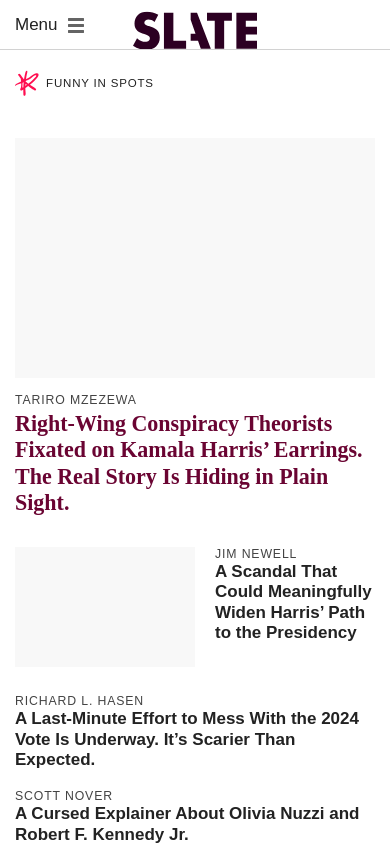 Menu
SLATE
FUNNY IN SPOTS
TARIRO MZEZEWA
Right-Wing Conspiracy Theorists
Fixated on Kamala Harris’ Earrings.
The Real Story Is Hiding in Plain
Sight.
JIM NEWELL
A Scandal That
Could Meaningfully
Widen Harris’ Path
to the Presidency
RICHARD L. HASEN
A Last-Minute Effort to Mess With the 2024
Vote Is Underway. It’s Scarier Than
Expected.
SCOTT NOVER
A Cursed Explainer About Olivia Nuzzi and
Robert F. Kennedy Jr.